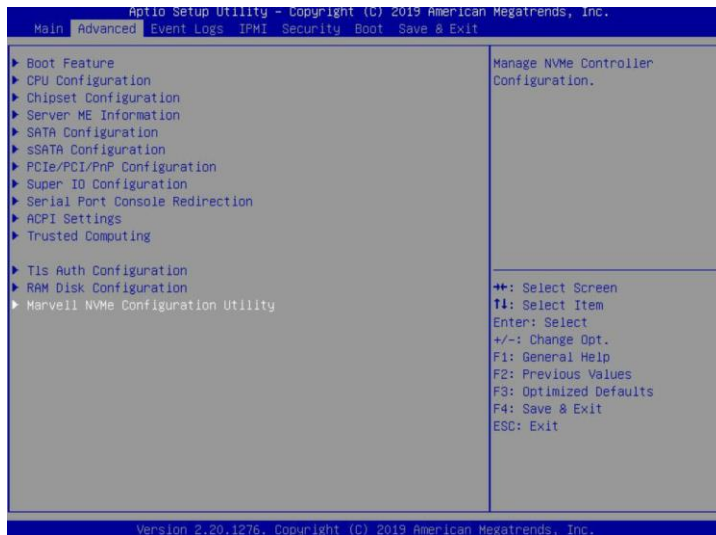 Aptio Setup Utility – Copyright (C) 2019 American Megatrends, Inc.
Main Advanced Event Logs IPMI Security Boot Save & Exit
Boot Feature
CPU Configuration
Chipset Configuration
Server ME Information
SATA Configuration
sSATA Configuration
PCIe/PCI/PnP Configuration
Super IO Configuration
Serial Port Console Redirection
ACPI Settings
Trusted Computing
Tls Auth Configuration
RAM Disk Configuration
Marvell NVMe Configuration Utility
Manage NVMe Controller
Configuration.
→←: Select Screen
↑↓: Select Item
Enter: Select
+/-: Change Opt.
F1: General Help
F2: Previous Values
F3: Optimized Defaults
F4: Save & Exit
ESC: Exit
Version 2.20.1276. Copyright (C) 2019 American Megatrends, Inc.